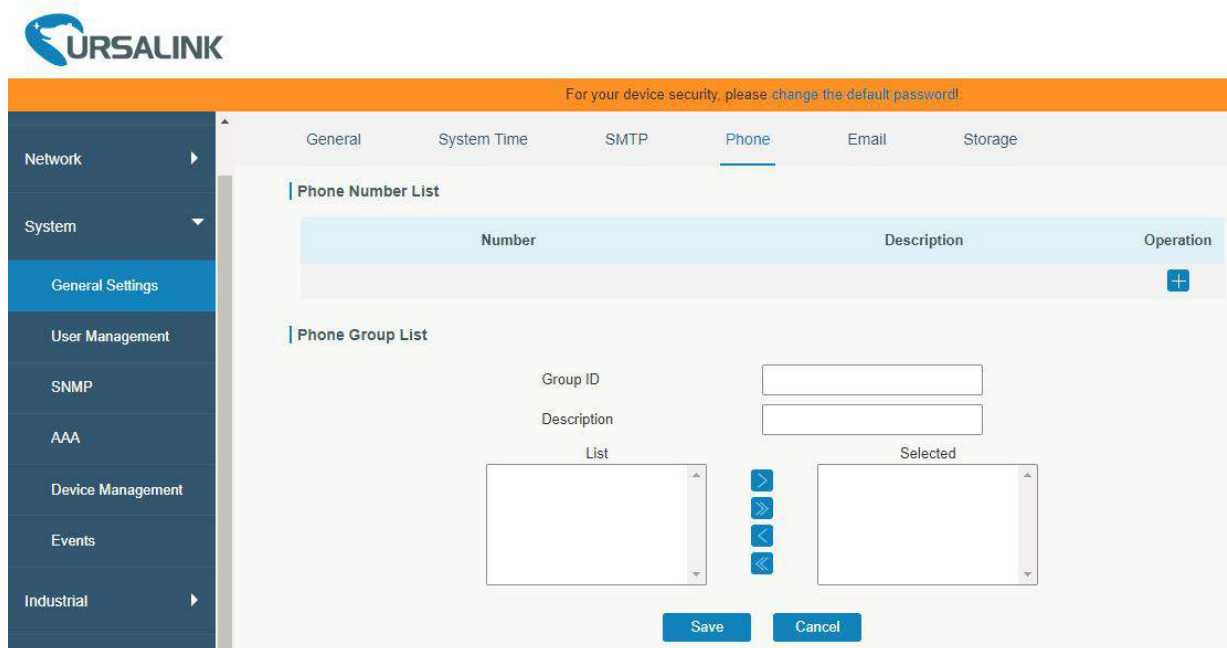 URSALINK
For your device security, please change the default password!
Network
System
General Settings
User Management
SNMP
AAA
Device Management
Events
Industrial
General System Time SMTP Phone Email Storage
Phone Number List
Number Description Operation
Phone Group List
Group ID
Description
List Selected
Save Cancel